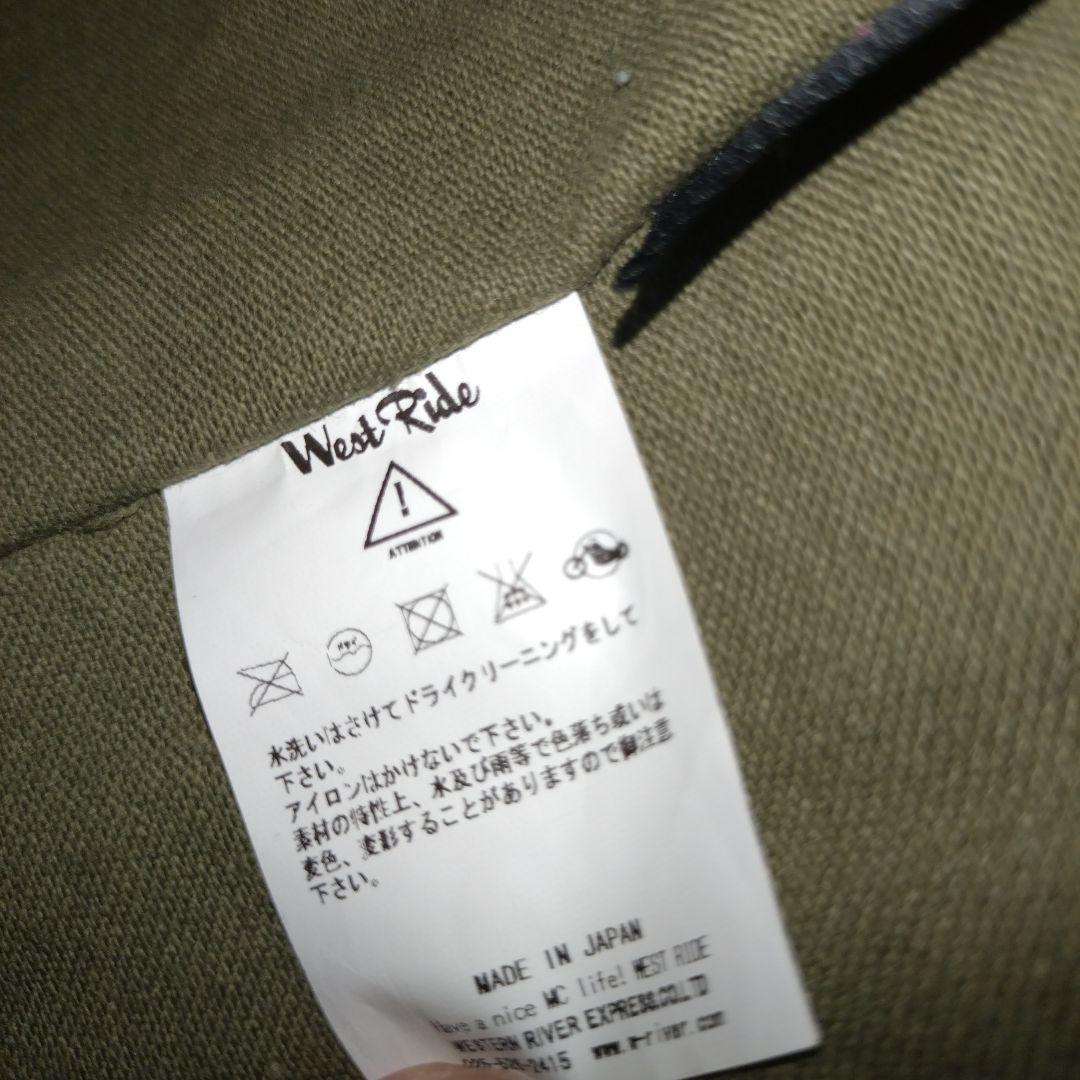 West Ride
!
ATTENTION
水洗いはさけてドライクリーニングをして
下さい。
アイロンはかけないで下さい。
素材の特性上、水及び雨等で色落ち或いは
変色、変形することがありますので御注意
下さい。
MADE IN JAPAN
Have a nice MC life! WEST RIDE
WESTERN RIVER EXPRESS.CO.LTD
www.w-river.com